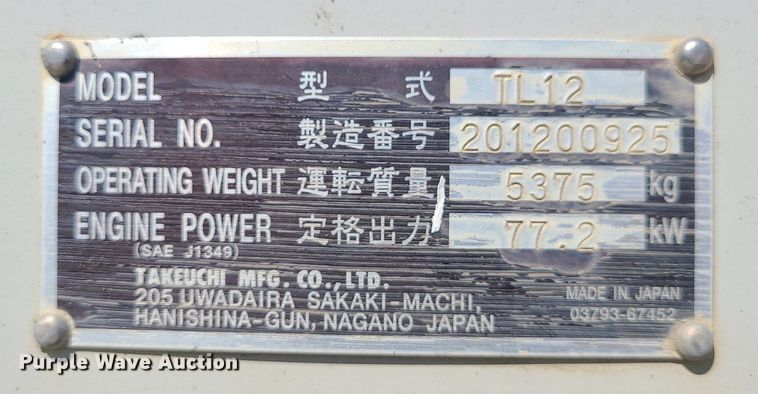 MODEL 型式 TL12
SERIAL NO. 製造番号 201200925
OPERATING WEIGHT 運転質量 5375 kg
ENGINE POWER 定格出力 77.2 kW
(SAE J1349)
TAKEUCHI MFG. CO., LTD.
205 UWADAIRA SAKAKI-MACHI,
HANISHINA-GUN, NAGANO JAPAN
MADE IN JAPAN
03793-67452
Purple Wave Auction